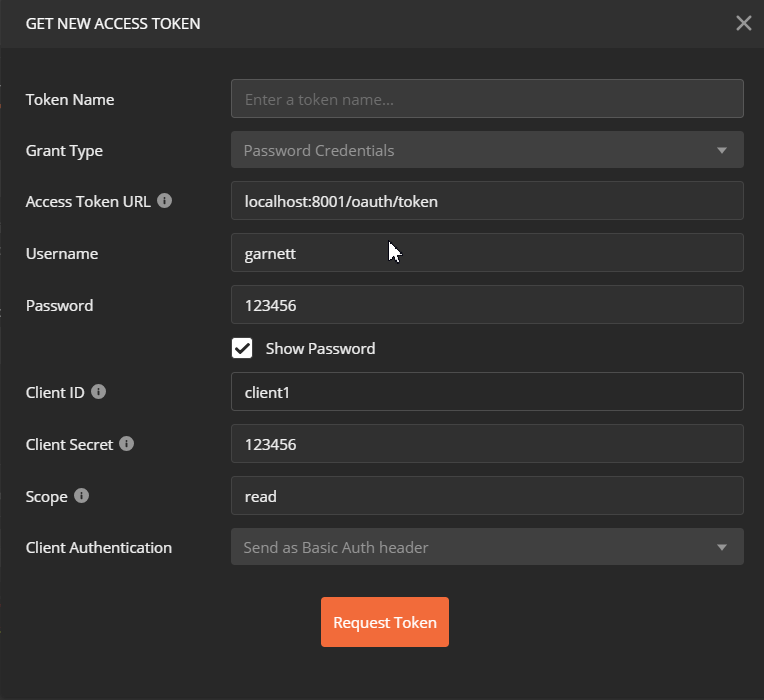 GET NEW ACCESS TOKEN
Token Name Enter a token name...
Grant Type Password Credentials
Access Token URL localhost:8001/oauth/token
Username garnett
Password 123456
Show Password
Client ID client1
Client Secret 123456
Scope read
Client Authentication Send as Basic Auth header
Request Token